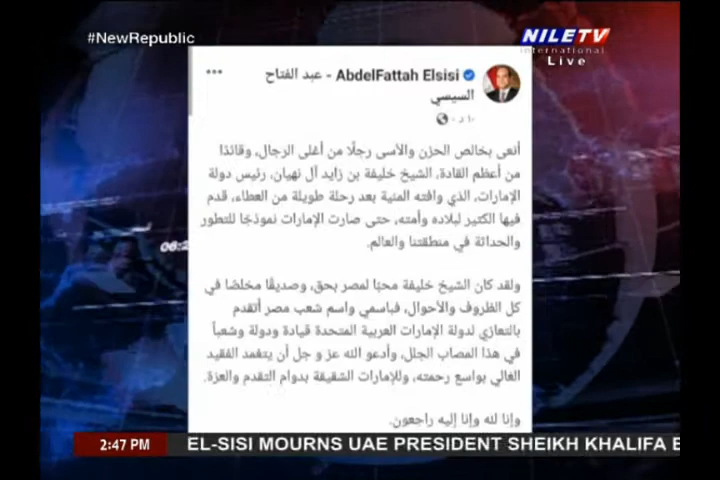 #NewRepublic
NILETV
international
Live
AbdelFattah Elsisi - عبد الفتاح
السيسي
١٠ د ·
أنعى بخالص الحزن والأسى رجلًا من أغلى الرجال، وقائدًا
من أعظم القادة، الشيخ خليفة بن زايد آل نهيان، رئيس دولة
الإمارات، الذي وافته المنية بعد رحلة طويلة من العطاء، قدم
فيها الكثير لبلاده وأمته، حتى صارت الإمارات نموذجًا للتطور
والحداثة في منطقتنا والعالم.
ولقد كان الشيخ خليفة محبًا لمصر بحق، وصديقًا مخلصًا في
كل الظروف والأحوال، فباسمي واسم شعب مصر أتقدم
بالتعازي لدولة الإمارات العربية المتحدة قيادة ودولة وشعباً
في هذا المصاب الجلل، وأدعو الله عز و جل أن يتغمد الفقيد
الغالي بواسع رحمته، وللإمارات الشقيقة بدوام التقدم والعزة.
وإنا لله وإنا إليه راجعون.
2:47 PM
EL-SISI MOURNS UAE PRESIDENT SHEIKH KHALIFA B